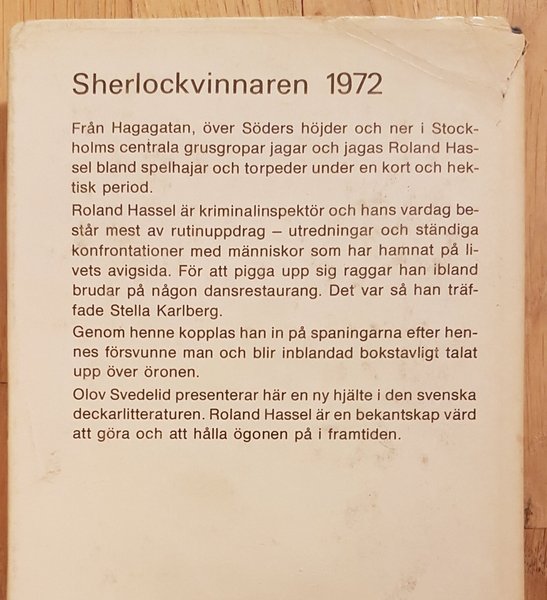 Sherlockvinnaren 1972
Från Hagagatan, över Söders höjder och ner i Stock-
holms centrala grusgropar jagar och jagas Roland Has-
sel bland spelhajar och torpeder under en kort och hek-
tisk period.
Roland Hassel är kriminalinspektör och hans vardag be-
står mest av rutinuppdrag – utredningar och ständiga
konfrontationer med människor som har hamnat på li-
vets avigsida. För att pigga upp sig raggar han ibland
brudar på någon dansrestaurang. Det var så han träf-
fade Stella Karlberg.
Genom henne kopplas han in på spaningarna efter hen-
nes försvunne man och blir inblandad bokstavligt talat
upp över öronen.
Olov Svedelid presenterar här en ny hjälte i den svenska
deckarlitteraturen. Roland Hassel är en bekantskap värd
att göra och att hålla ögonen på i framtiden.